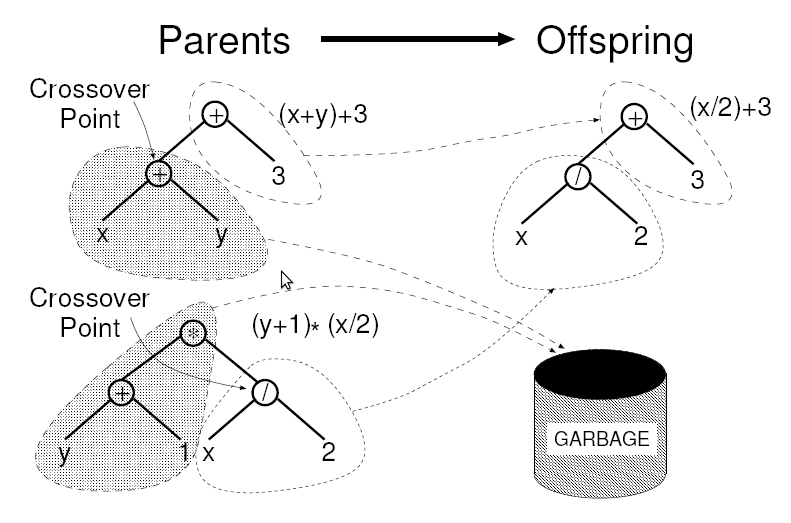 Parents
Offspring
Crossover
Point
+
(x+y)+3
3
+
x
y
+
(x/2)+3
3
/
x
2
Crossover
Point
*
(y+1)* (x/2)
+
y
1
/
x
2
GARBAGE